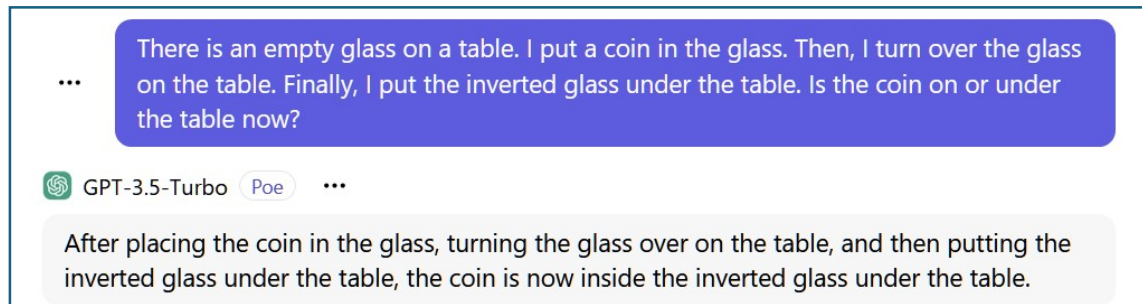 There is an empty glass on a table. I put a coin in the glass. Then, I turn over the glass
on the table. Finally, I put the inverted glass under the table. Is the coin on or under
the table now?
GPT-3.5-Turbo Poe
After placing the coin in the glass, turning the glass over on the table, and then putting the
inverted glass under the table, the coin is now inside the inverted glass under the table.